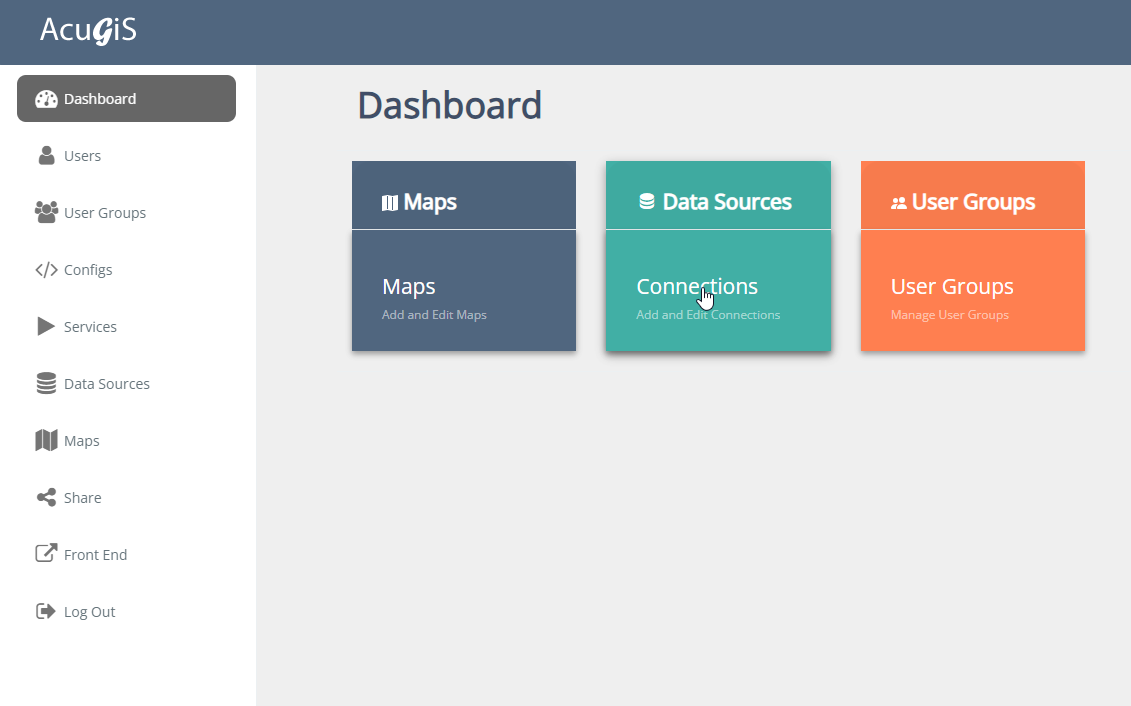 AcuGiS
Dashboard
Users
User Groups
Configs
Services
Data Sources
Maps
Share
Front End
Log Out
Dashboard
Maps
Maps
Add and Edit Maps
Data Sources
Connections
Add and Edit Connections
User Groups
User Groups
Manage User Groups